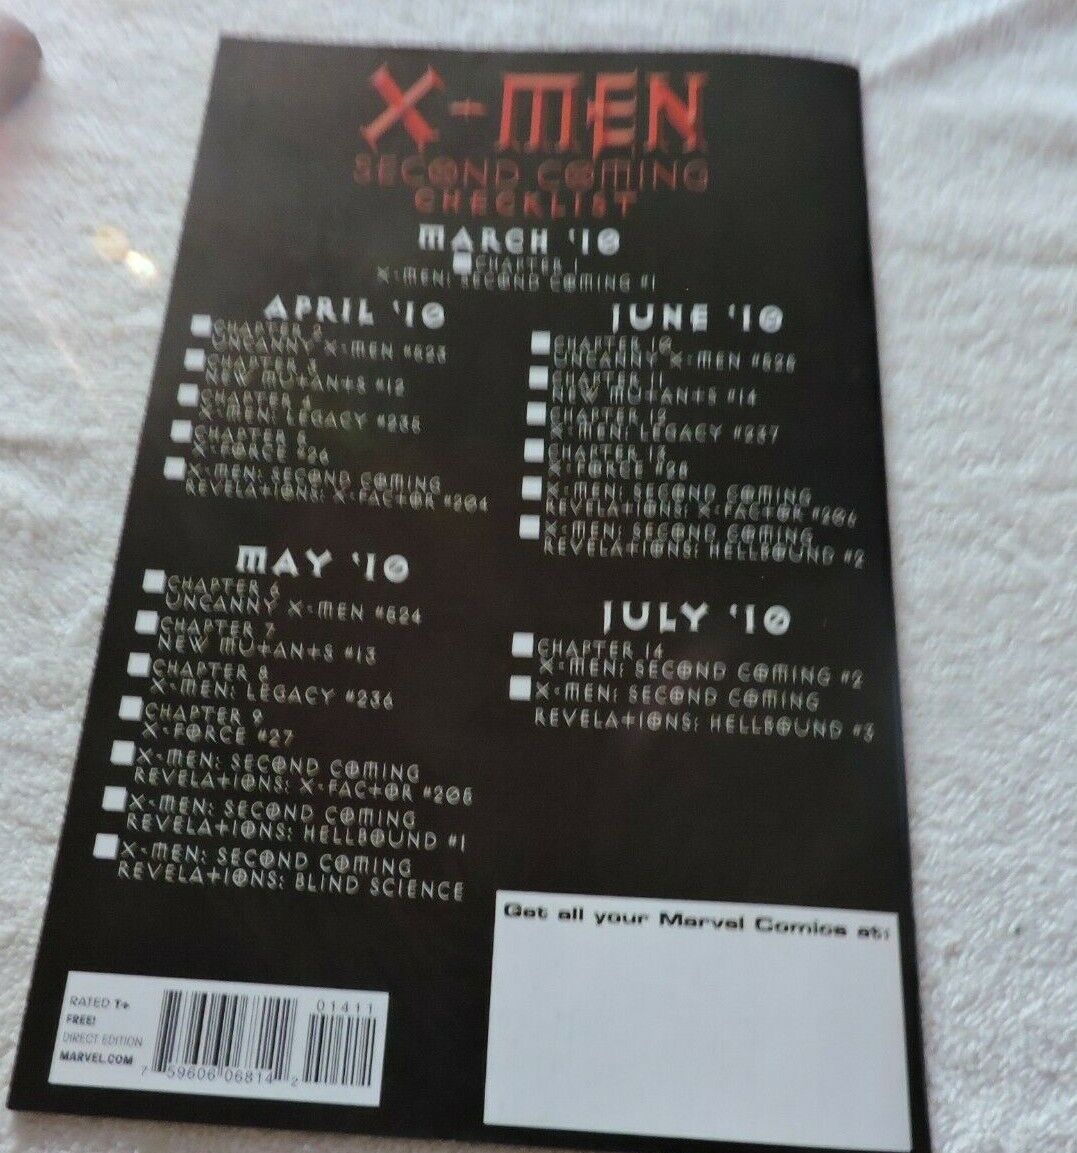 X-MEN
SECOND COMING
CHECKLIST
MARCH '10
CHAPTER 1
X-MEN: SECOND COMING #1
APRIL '10
CHAPTER 2
UNCANNY X-MEN #523
CHAPTER 3
NEW MUTANTS #12
CHAPTER 4
X-MEN: LEGACY #235
CHAPTER 5
X-FORCE #26
X-MEN: SECOND COMING
REVELATIONS: X-FACTOR #204
MAY '10
CHAPTER 6
UNCANNY X-MEN #524
CHAPTER 7
NEW MUTANTS #13
CHAPTER 8
X-MEN: LEGACY #236
CHAPTER 9
X-FORCE #27
X-MEN: SECOND COMING
REVELATIONS: X-FACTOR #205
X-MEN: SECOND COMING
REVELATIONS: HELLBOUND #1
X-MEN: SECOND COMING
REVELATIONS: BLIND SCIENCE
JUNE '10
CHAPTER 10
UNCANNY X-MEN #525
CHAPTER 11
NEW MUTANTS #14
CHAPTER 12
X-MEN: LEGACY #237
CHAPTER 13
X-FORCE #28
X-MEN: SECOND COMING
REVELATIONS: X-FACTOR #206
X-MEN: SECOND COMING
REVELATIONS: HELLBOUND #2
JULY '10
CHAPTER 14
X-MEN: SECOND COMING #2
X-MEN: SECOND COMING
REVELATIONS: HELLBOUND #3
Get all your Marvel Comics at:
RATED T+
FREE!
DIRECT EDITION
MARVEL.COM
01411
7 59606 06814 2